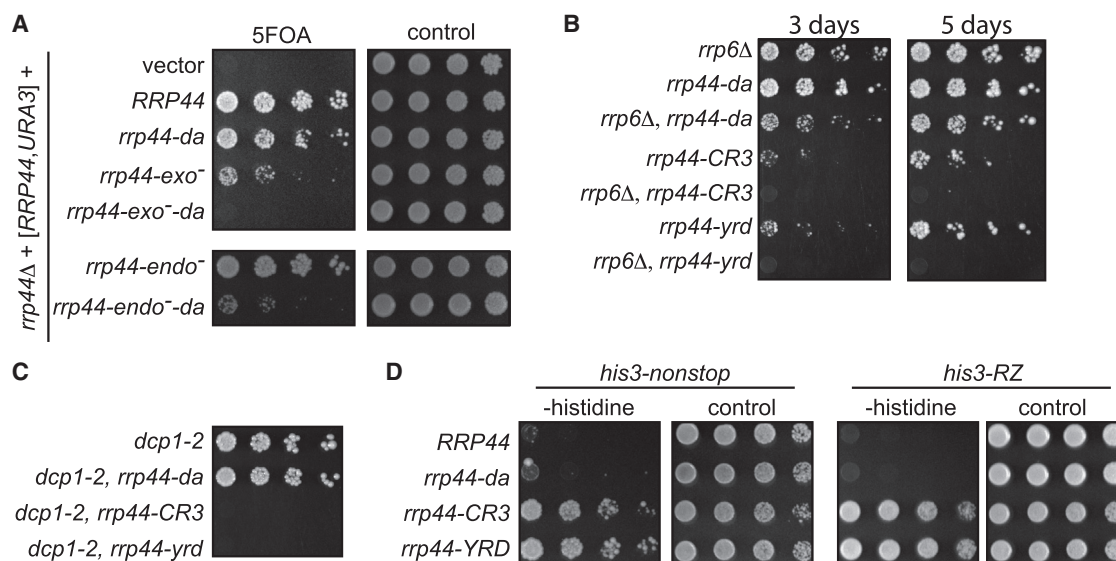 A
5FOA
control
rrp44Δ + [RRP44,URA3] +
vector
RRP44
rrp44-da
rrp44-exo⁻
rrp44-exo⁻-da
rrp44-endo⁻
rrp44-endo⁻-da
B
3 days
5 days
rrp6Δ
rrp44-da
rrp6Δ, rrp44-da
rrp44-CR3
rrp6Δ, rrp44-CR3
rrp44-yrd
rrp6Δ, rrp44-yrd
C
dcp1-2
dcp1-2, rrp44-da
dcp1-2, rrp44-CR3
dcp1-2, rrp44-yrd
D
his3-nonstop
his3-RZ
-histidine
control
-histidine
control
RRP44
rrp44-da
rrp44-CR3
rrp44-YRD